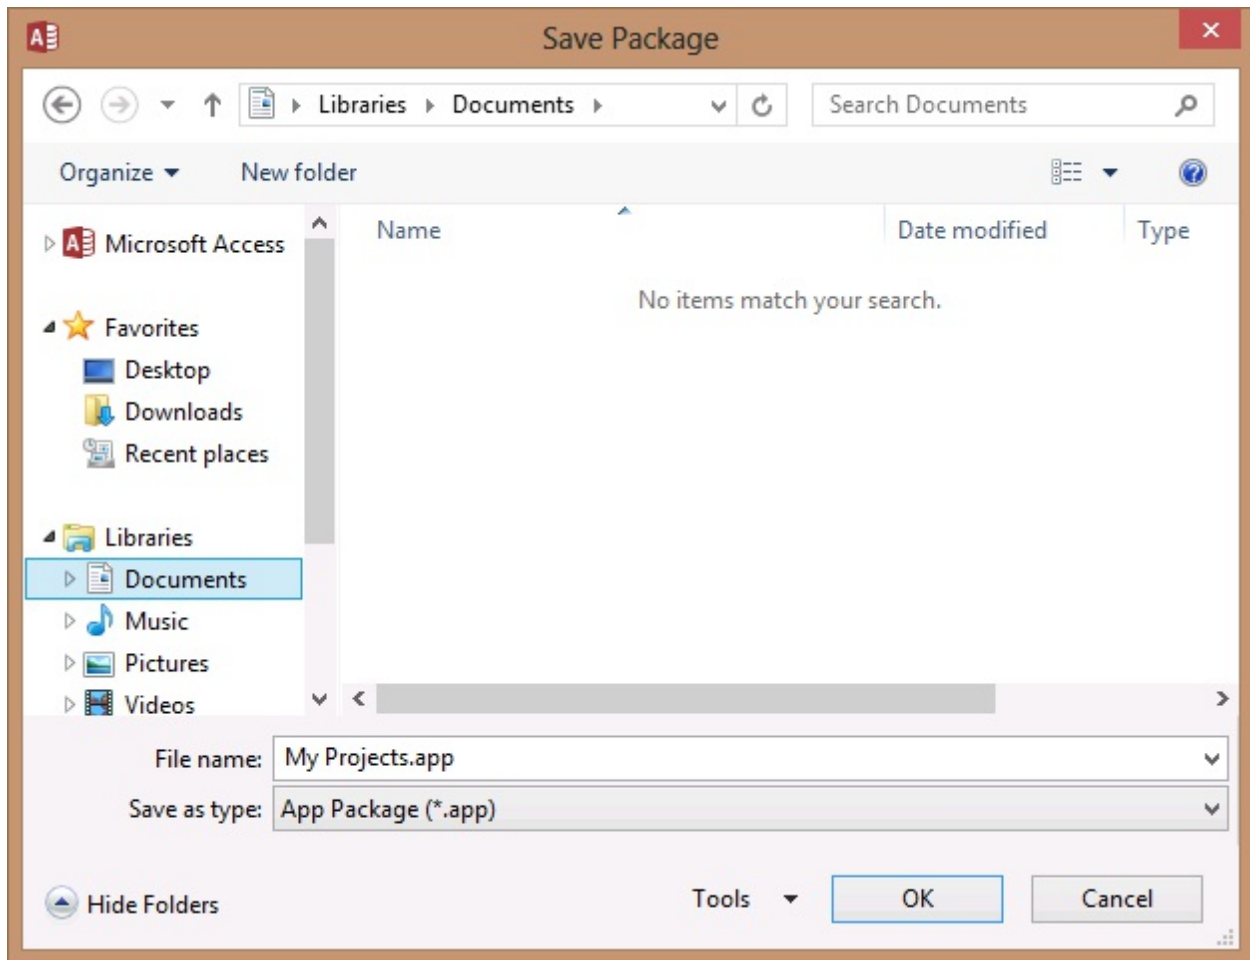 Save Package
Libraries Documents
Search Documents
Organize New folder
Microsoft Access
Favorites
Desktop
Downloads
Recent places
Libraries
Documents
Music
Pictures
Videos
Name Date modified Type
No items match your search.
File name: My Projects.app
Save as type: App Package (*.app)
Hide Folders Tools OK Cancel